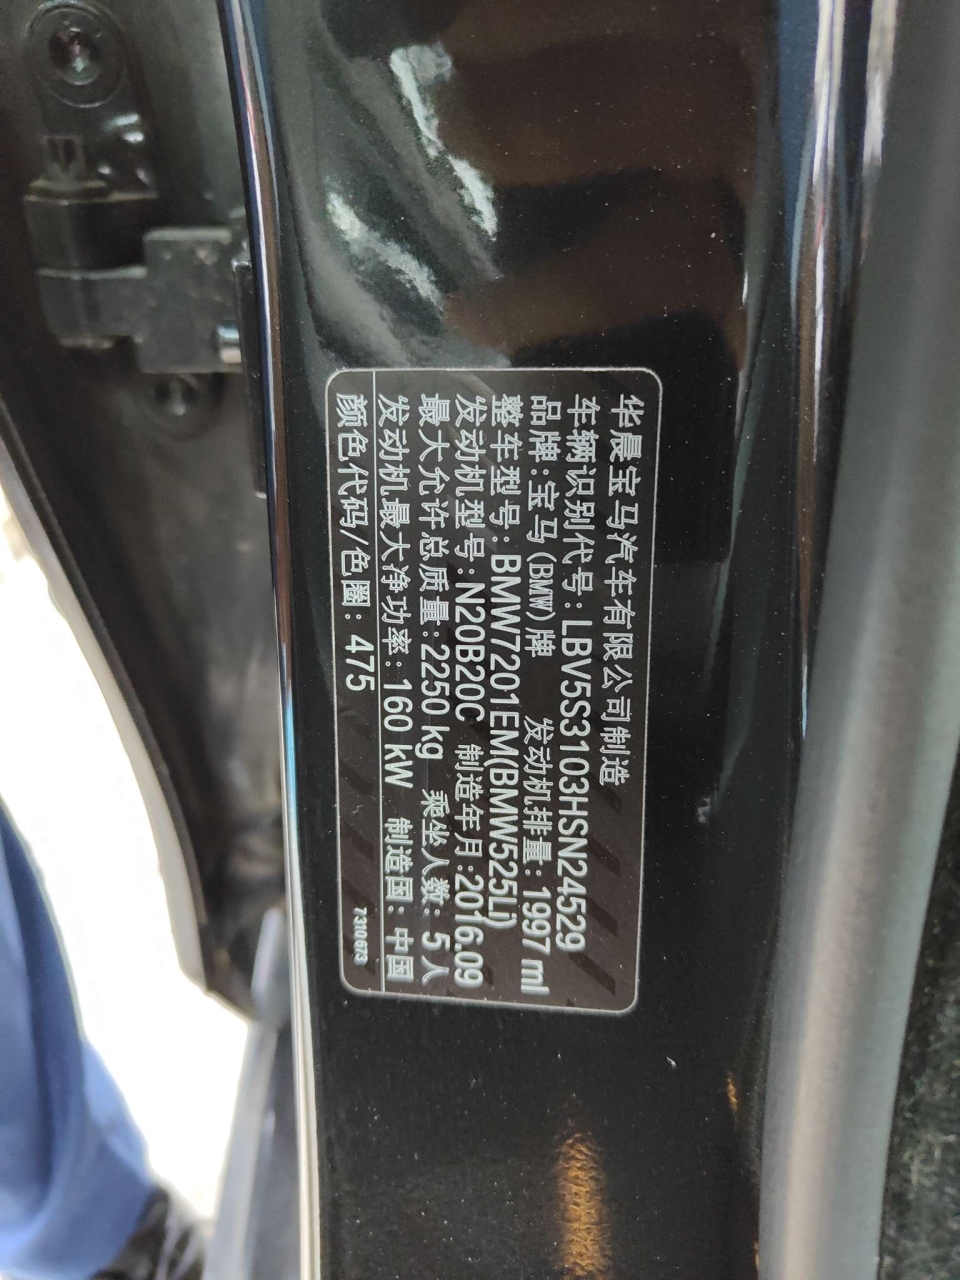 华晨宝马汽车有限公司制造
车辆识别代号:LBV5S3103HSN24529
品牌:宝马(BMW)牌 发动机排量:1997 ml
整车型号:BMW7201EM(BMW525Li)
发动机型号:N20B20C 制造年月:2016.09
最大允许总质量:2250 kg 乘坐人数:5人
发动机最大净功率:160 kW 制造国:中国
颜色代码/色圈:475 7310673